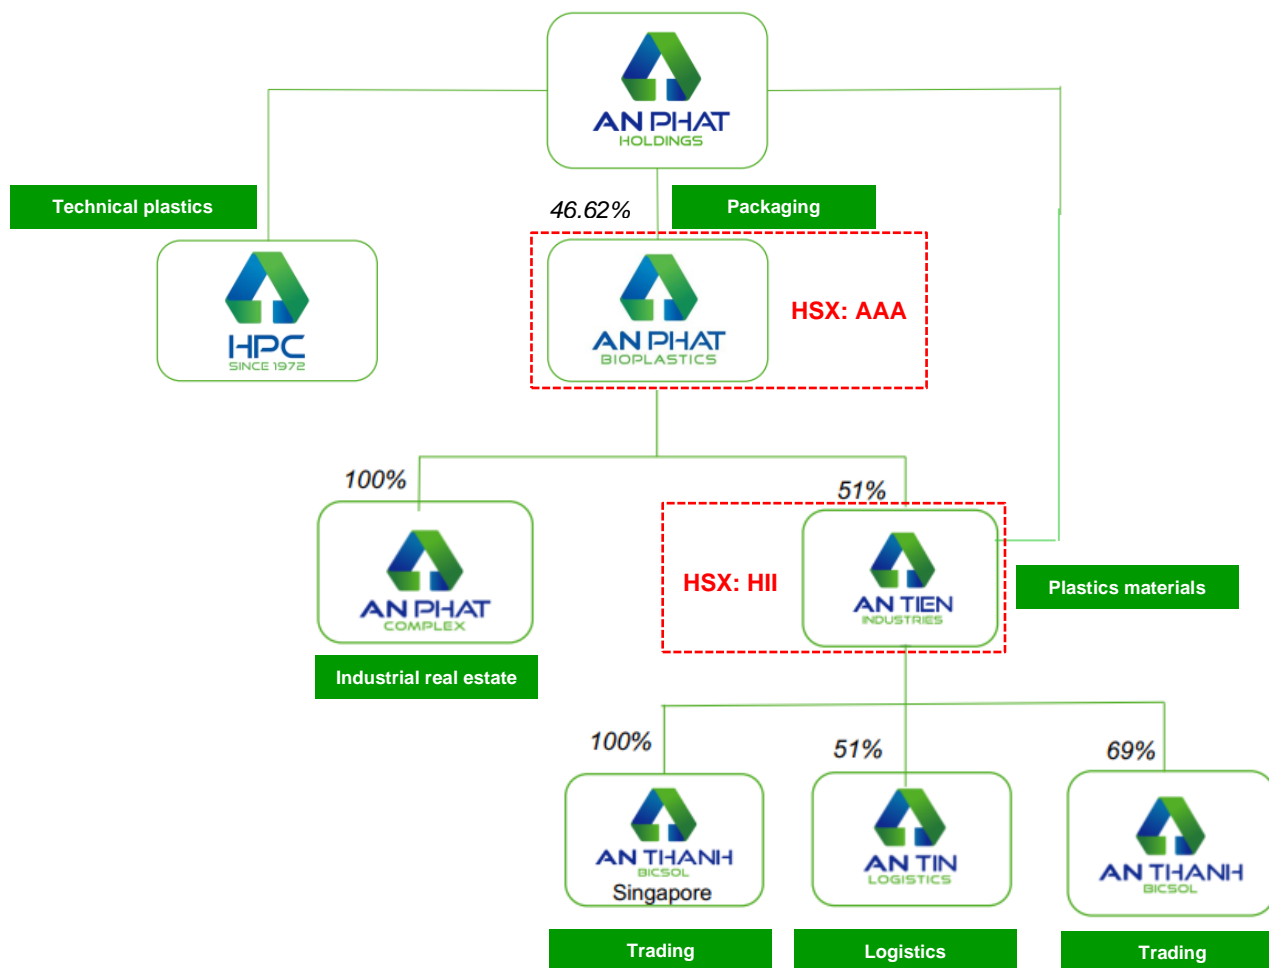 AN PHAT
HOLDINGS
Technical plastics
46.62%
Packaging
HPC
SINCE 1972
AN PHAT
BIOPLASTICS
HSX: AAA
100%
51%
AN PHAT
COMPLEX
HSX: HII
AN TIEN
INDUSTRIES
Plastics materials
Industrial real estate
100%
51%
69%
AN THANH
BICSOL
Singapore
AN TIN
LOGISTICS
AN THANH
BICSOL
Trading
Logistics
Trading